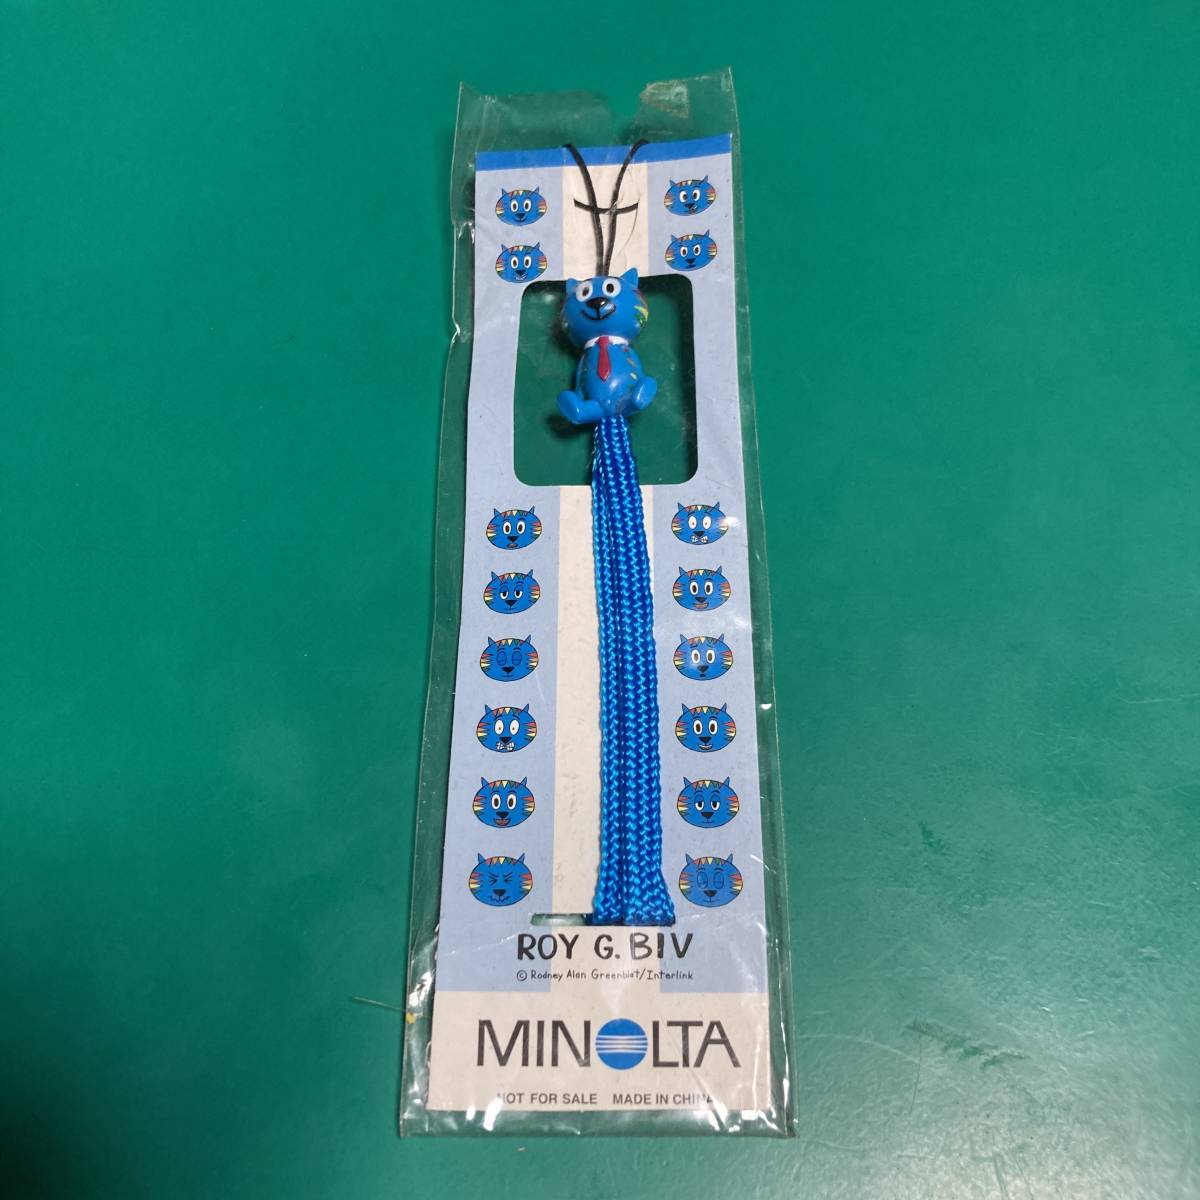 ROY G. BIV
© Rodney Alan Greenblat/Interlink
MINOLTA
NOT FOR SALE MADE IN CHINA